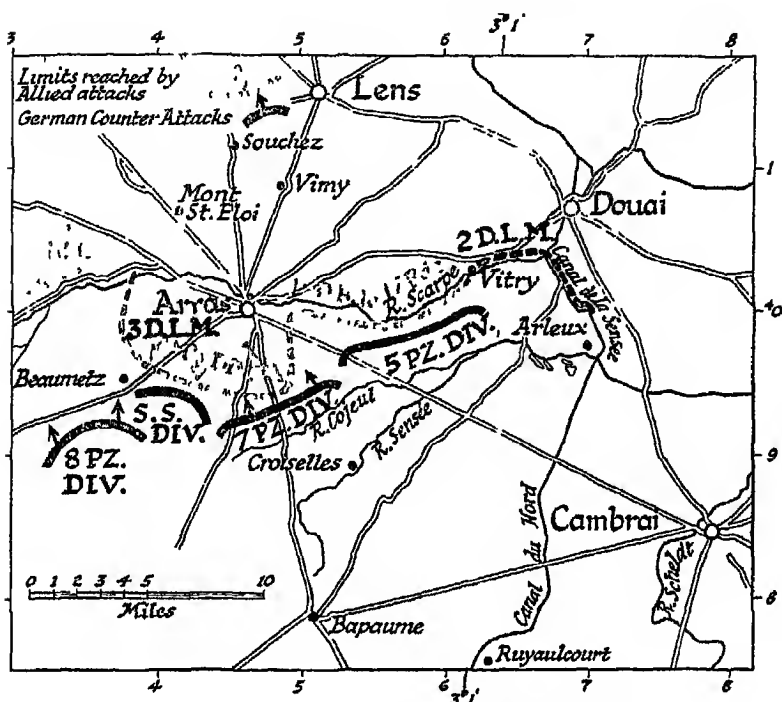 3 4 5 3°1' 7 8
Limits reached by
Allied attacks
German Counter Attacks
Lens
Souchez
Vimy
Mont
St. Eloi
1
Douai
2 D.L.M.
R. Scarpe
Vitry
Canal de la Sensée
Arras
3 D.L.M.
Arleux
5 PZ. DIV.
Beaumetz
S.S.
DIV.
7 PZ. DIV.
R. Cojeul
R. Sensée
8 PZ.
DIV.
Croiselles
9
Cambrai
Canal du Nord
R. Scheldt
0 1 2 3 4 5 10
Miles
8
Bapaume
Ruyaulcourt
4 5 6 3°1' 7 8